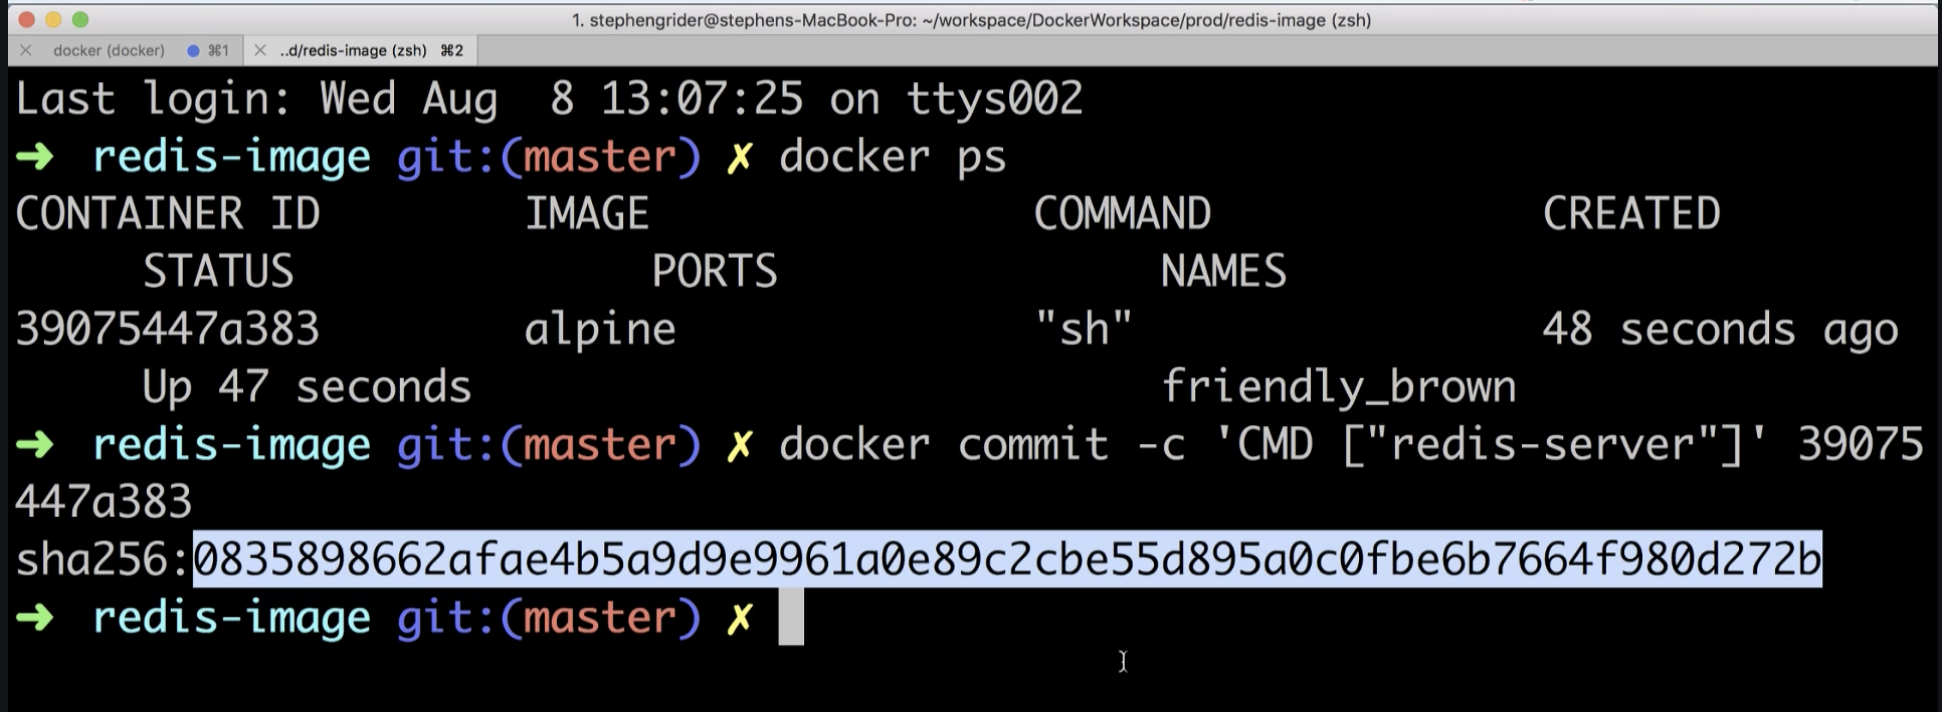 1. stephengrider@stephens-MacBook-Pro: ~/workspace/DockerWorkspace/prod/redis-image (zsh)
× docker (docker) ● ⌘1 × ..d/redis-image (zsh) ⌘2
Last login: Wed Aug  8 13:07:25 on ttys002
➜ redis-image git:(master) ✗ docker ps
CONTAINER ID IMAGE COMMAND CREATED
STATUS PORTS NAMES
39075447a383 alpine "sh" 48 seconds ago
Up 47 seconds friendly_brown
➜ redis-image git:(master) ✗ docker commit -c 'CMD ["redis-server"]' 39075
447a383
sha256:0835898662afae4b5a9d9e9961a0e89c2cbe55d895a0c0fbe6b7664f980d272b
➜ redis-image git:(master) ✗